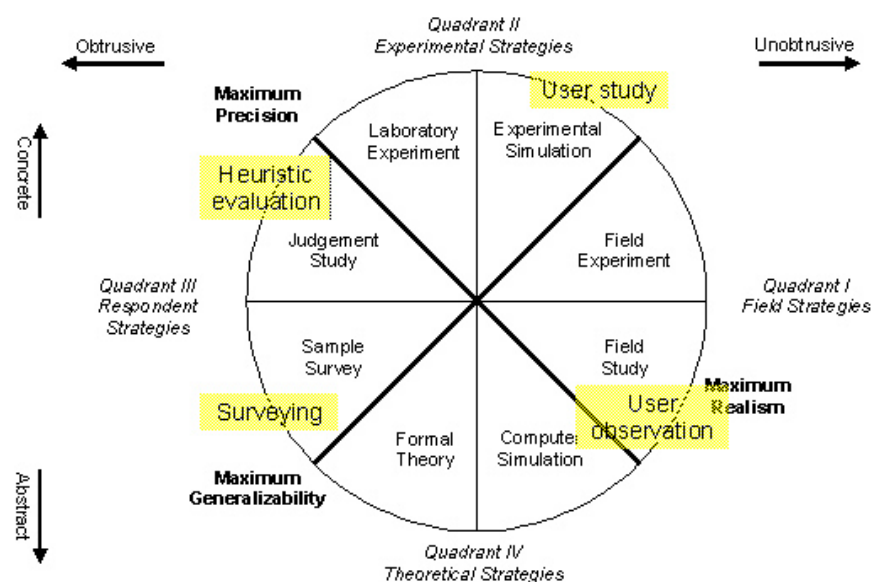 Quadrant II
Experimental Strategies
Obtrusive
Unobtrusive
Maximum
Precision
User study
Laboratory
Experiment
Experimental
Simulation
Concrete
Heuristic
evaluation
Judgement
Study
Field
Experiment
Quadrant III
Respondent
Strategies
Quadrant I
Field Strategies
Sample
Survey
Field
Study
Maximum
Realism
Surveying
User
observation
Formal
Theory
Simulation
Maximum
Generalizability
Abstract
Quadrant IV
Theoretical Strategies